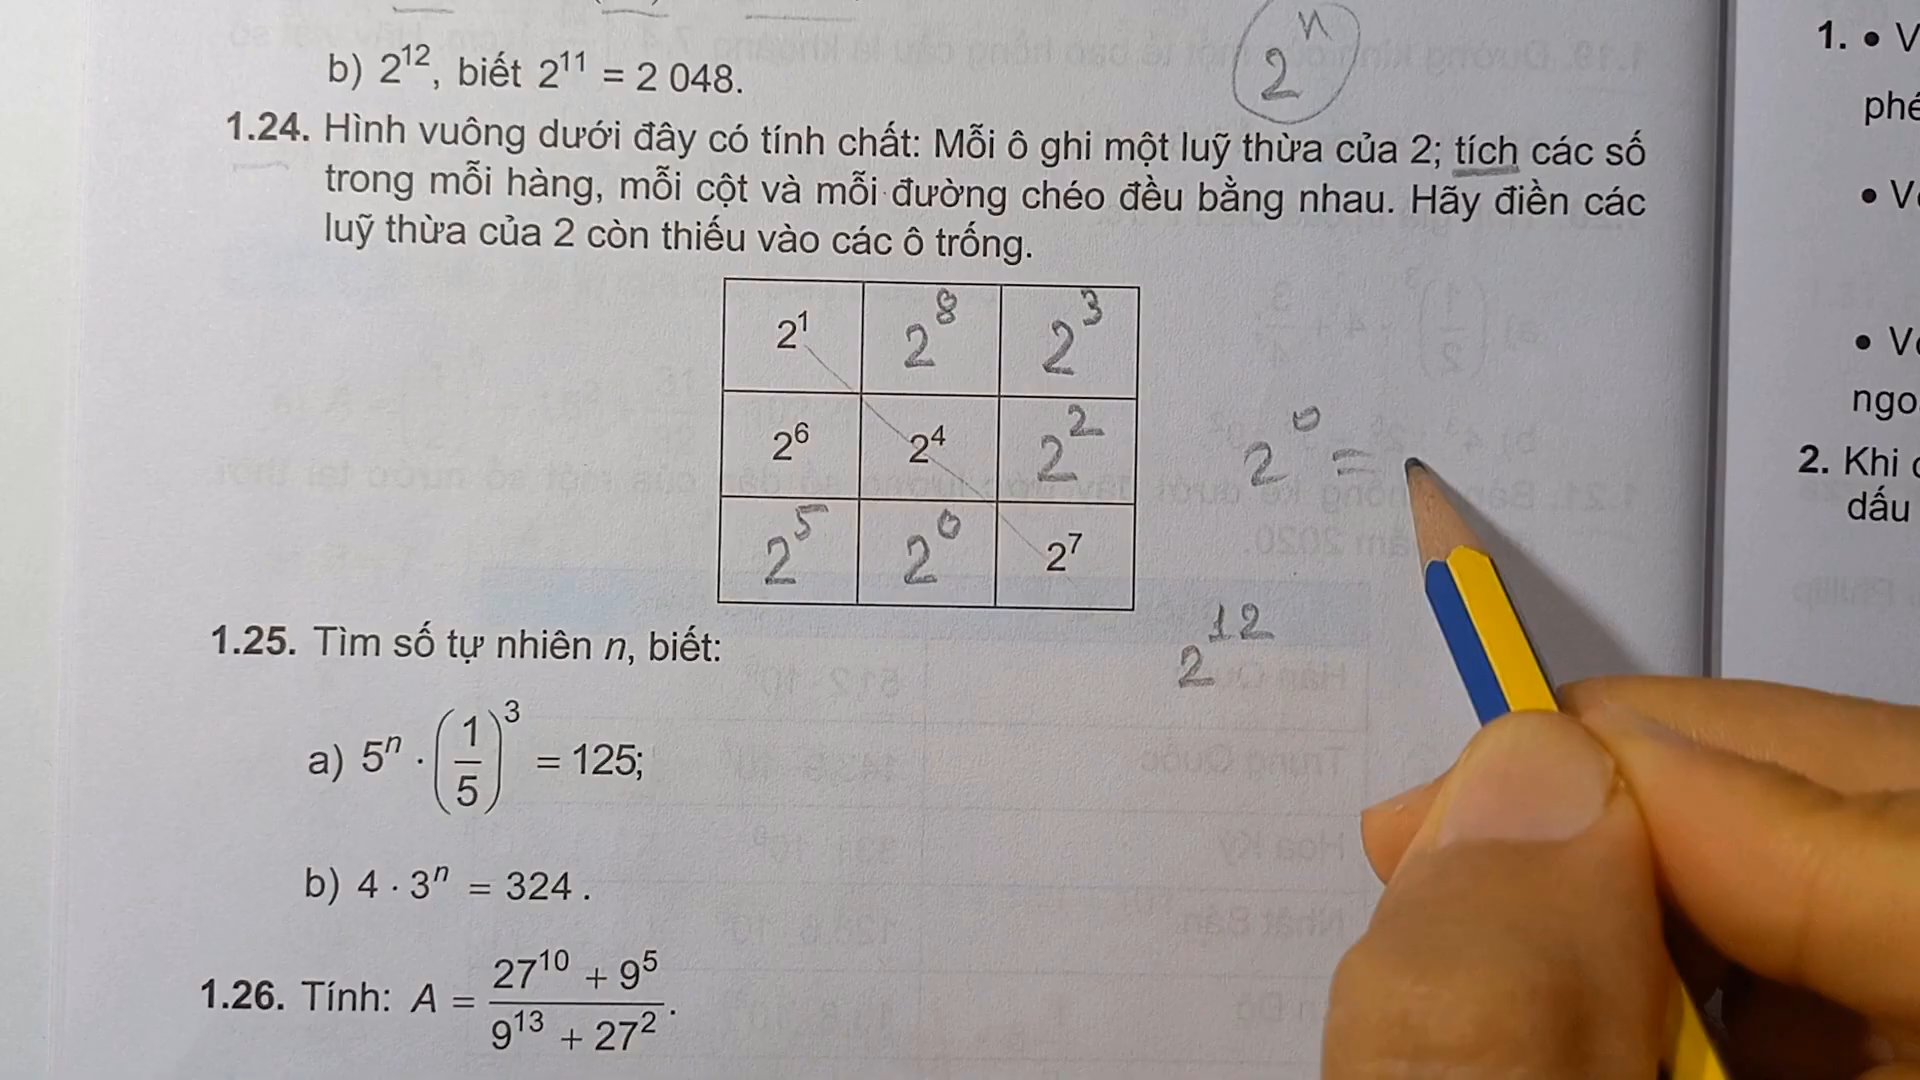 b) 2¹², biết 2¹¹ = 2 048.
2ⁿ
1.24. Hình vuông dưới đây có tính chất: Mỗi ô ghi một luỹ thừa của 2; tích các số
trong mỗi hàng, mỗi cột và mỗi đường chéo đều bằng nhau. Hãy điền các
luỹ thừa của 2 còn thiếu vào các ô trống.
2¹ 2⁸ 2³
2⁶ 2⁴ 2²
2⁰ =
2⁵ 2⁰ 2⁷
2¹²
1.25. Tìm số tự nhiên n, biết:
a) 5ⁿ · (1/5)³ = 125;
b) 4 · 3ⁿ = 324 .
1.26. Tính: A = (27¹⁰ + 9⁵)/(9¹³ + 27²).
1. • V
phé
• V
• V
ngo
2. Khi
dấu